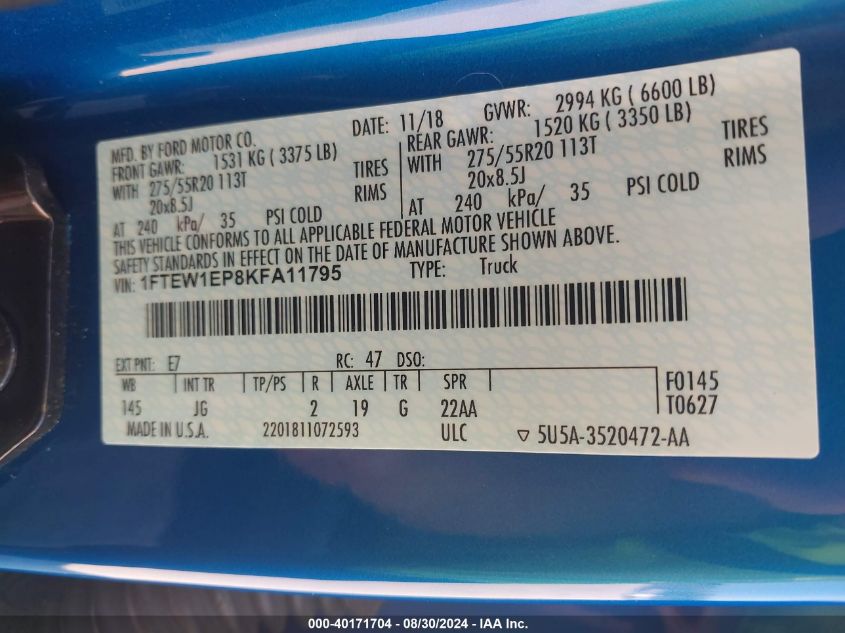 MFD. BY FORD MOTOR CO. DATE: 11/18 GVWR: 2994 KG ( 6600 LB)
FRONT GAWR: 1531 KG ( 3375 LB) REAR GAWR: 1520 KG ( 3350 LB)
WITH 275/55R20 113T TIRES WITH 275/55R20 113T TIRES
20x8.5J RIMS 20x8.5J RIMS
AT 240 kPa/ 35 PSI COLD AT 240 kPa/ 35 PSI COLD
THIS VEHICLE CONFORMS TO ALL APPLICABLE FEDERAL MOTOR VEHICLE
SAFETY STANDARDS IN EFFECT ON THE DATE OF MANUFACTURE SHOWN ABOVE.
VIN: 1FTEW1EP8KFA11795 TYPE: Truck
EXT PNT: E7 RC: 47 DSO:
WB INT TR TP/PS R AXLE TR SPR F0145
145 JG 2 19 G 22AA T0627
MADE IN U.S.A. 2201811072593 ULC ▽ 5U5A-3520472-AA
000-40171704 - 08/30/2024 - IAA Inc.